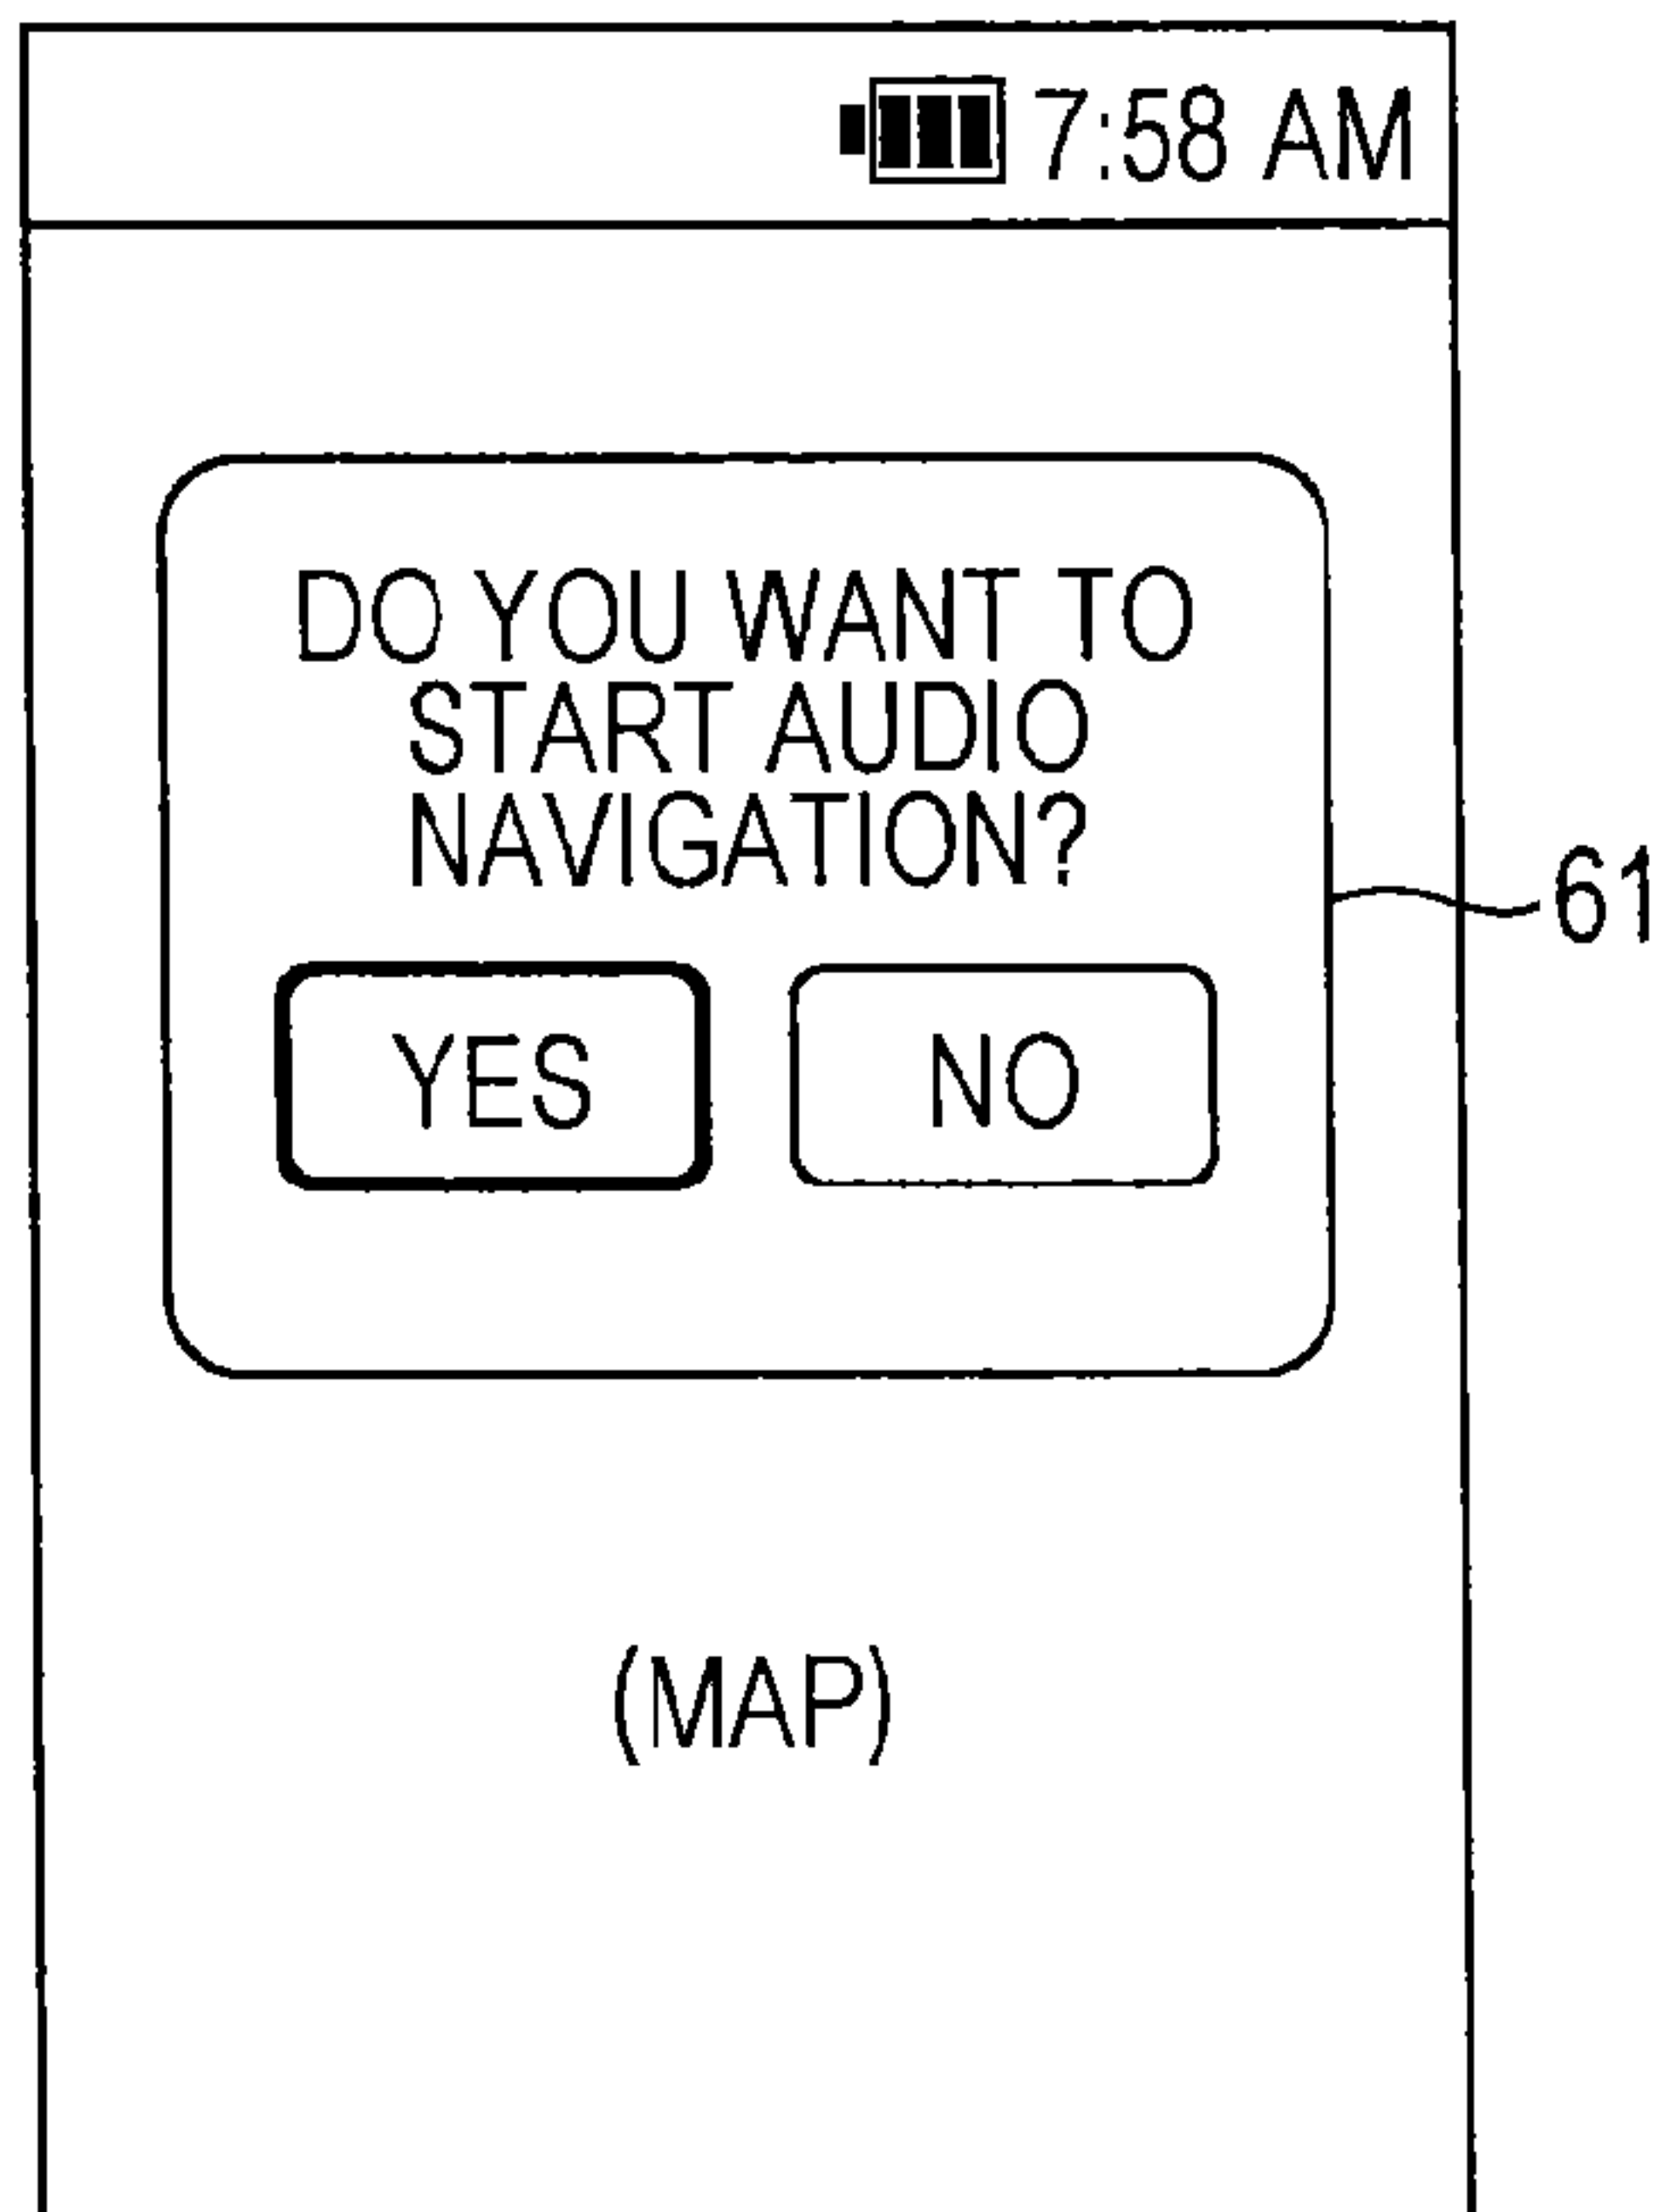 7:58 AM
DO YOU WANT TO
START AUDIO
NAVIGATION?
61
YES NO
(MAP)